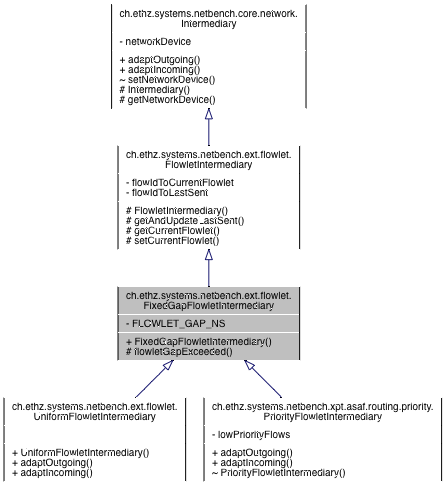 ch.ethz.systems.netbench.core.network.
Intermediary
- networkDevice
+ adaptOutgoing()
+ adaptIncoming()
~ setNetworkDevice()
# Intermediary()
# getNetworkDevice()
ch.ethz.systems.netbench.ext.flowlet.
FlowletIntermediary
- flowIdToCurrentFlowlet
- flowIdToLastSent
# FlowletIntermediary()
# getAndUpdateLastSent()
# getCurrentFlowlet()
# setCurrentFlowlet()
ch.ethz.systems.netbench.ext.flowlet.
FixedGapFlowletIntermediary
- FLOWLET_GAP_NS
+ FixedGapFlowletIntermediary()
# flowletGapExceeded()
ch.ethz.systems.netbench.ext.flowlet.
UniformFlowletIntermediary
+ UniformFlowletIntermediary()
+ adaptOutgoing()
+ adaptIncoming()
ch.ethz.systems.netbench.xpt.asaf.routing.priority.
PriorityFlowletIntermediary
- lowPriorityFlows
+ adaptOutgoing()
+ adaptIncoming()
~ PriorityFlowletIntermediary()